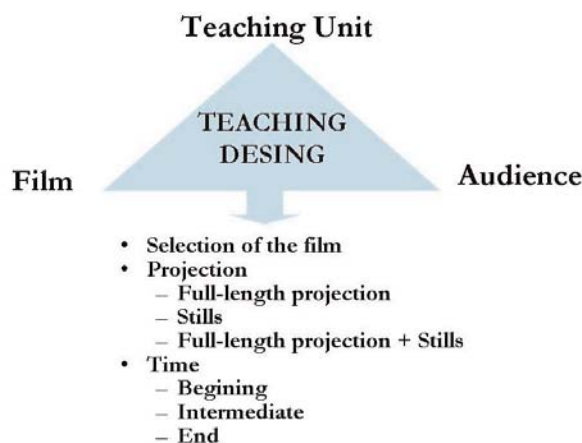 Teaching Unit
TEACHING
DESING
Film
Audience
• Selection of the film
• Projection
– Full-length projection
– Stills
– Full-length projection + Stills
• Time
– Begining
– Intermediate
– End